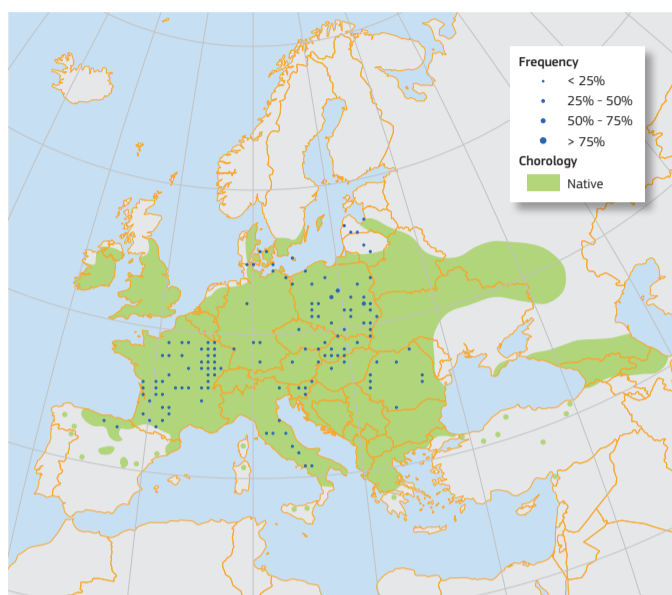 Frequency
< 25%
25% - 50%
50% - 75%
> 75%
Chorology
Native